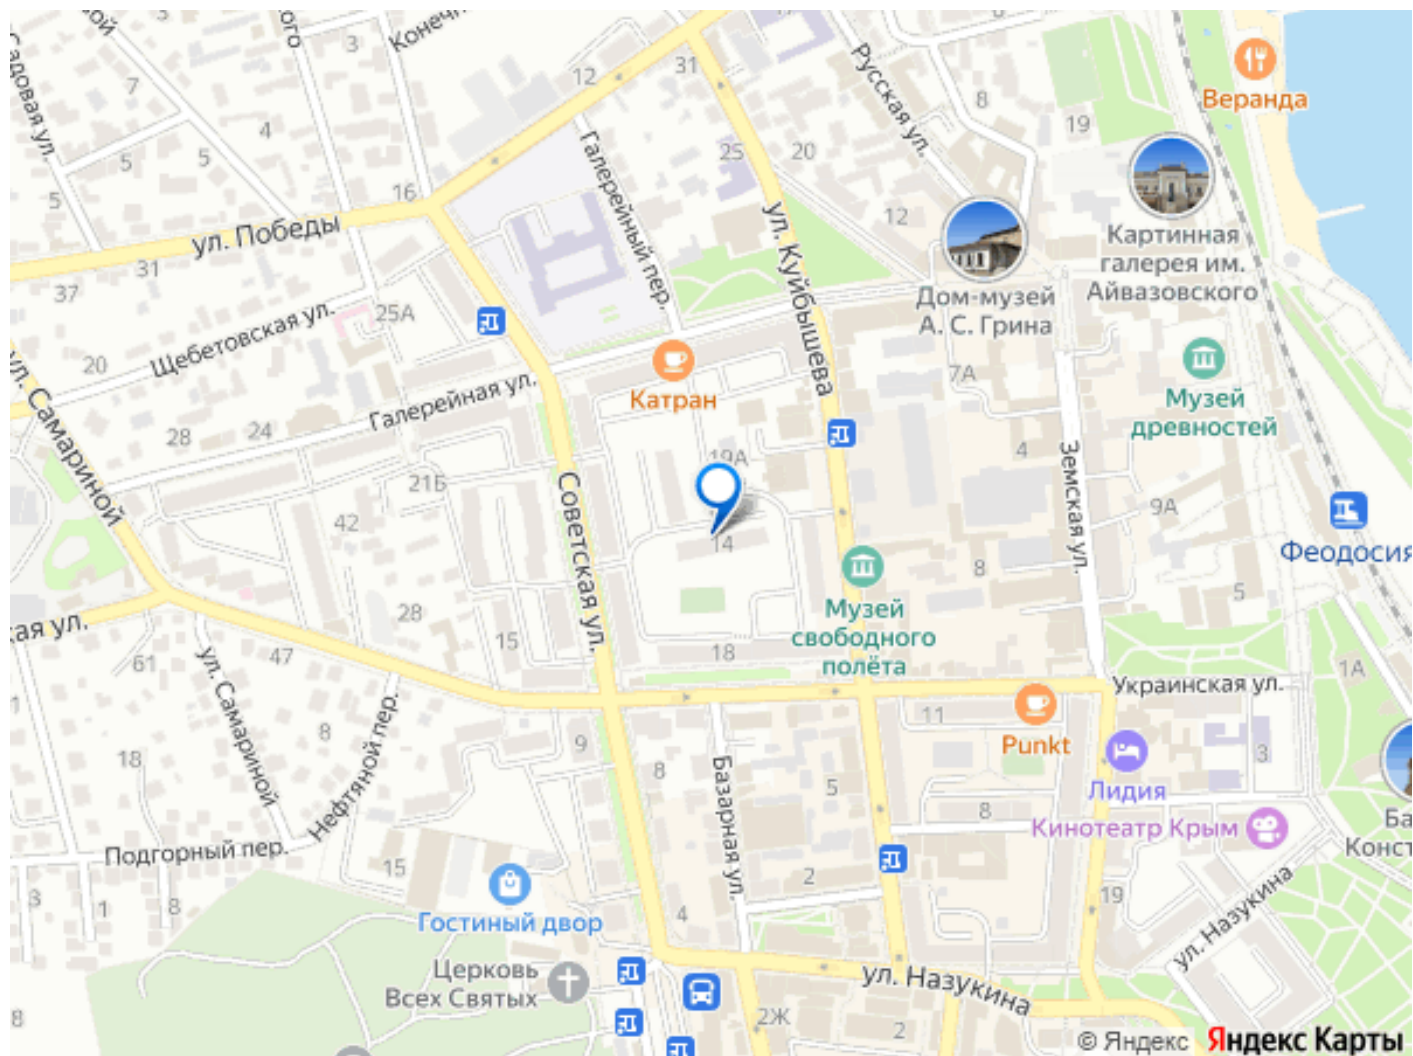 Конечн
3
12
31
7
4
5
5
5
16
Садовая ул.
Русская ул.
8
19
Веранда
25
20
12
Галерейный пер.
ул. Победы
31
37
ул. Куйбышева
Картинная
галерея им.
Айвазовского
Дом-музей
А. С. Грина
25А
Щебетовская ул.
20
Катран
7А
Музей
древностей
Галерейная ул.
28
24
ул. Самариной
19А
4
Земская ул.
21Б
42
Советская ул.
14
9А
Феодосия
8
5
Музей
свободного
полёта
28
15
18
ая ул.
61
47
ул. Самариной
1А
Украинская ул.
1
8
Нефтяной пер.
18
9
8
Базарная ул.
5
11
Punkt
3
Лидия
8
Кинотеатр Крым
Ба
Конст
Подгорный пер.
15
2
19
3
1
8
Гостиный двор
4
ул. Назукина
Церковь
Всех Святых
ул. Назукина
8
2Ж
2
© Яндекс Яндекс Карты